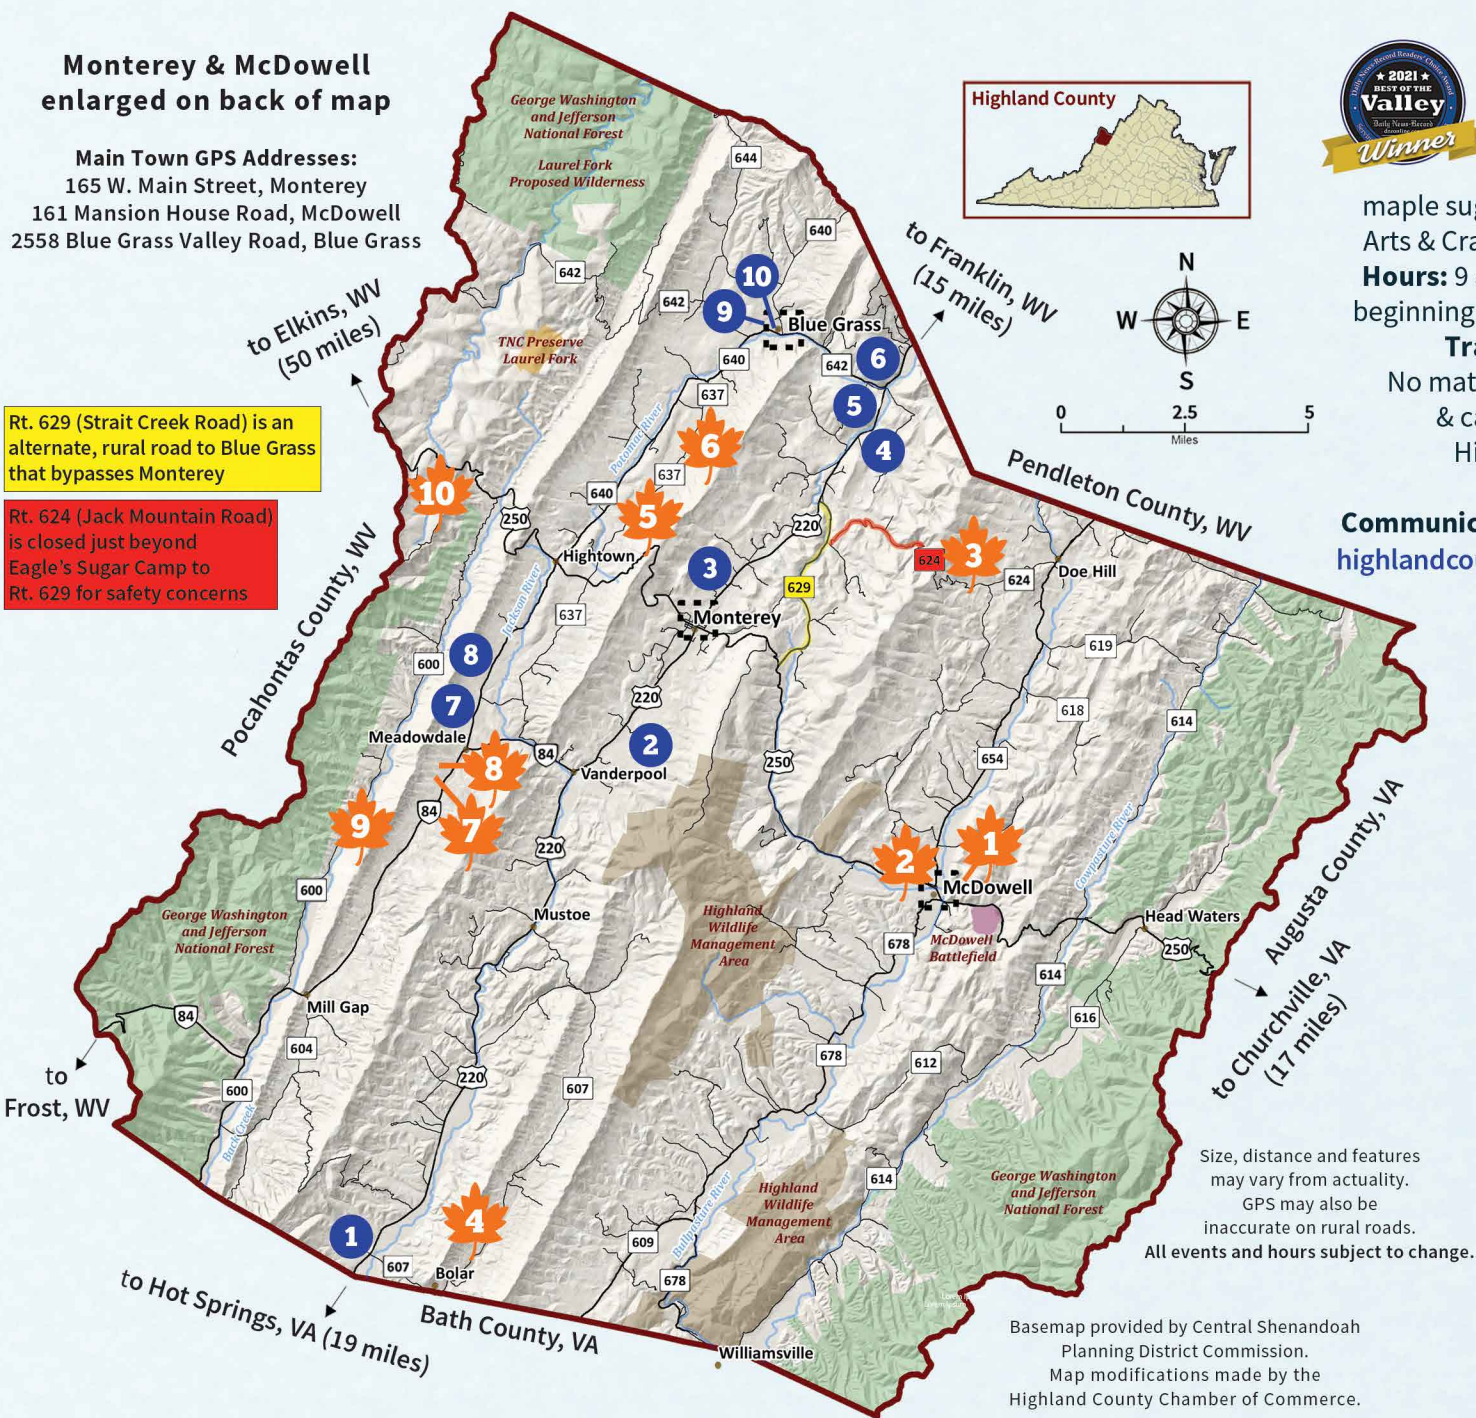 Monterey & McDowell
enlarged on back of map
Main Town GPS Addresses:
165 W. Main Street, Monterey
161 Mansion House Road, McDowell
2558 Blue Grass Valley Road, Blue Grass
to Elkins, WV
(50 miles)
Rt. 629 (Strait Creek Road) is an
alternate, rural road to Blue Grass
that bypasses Monterey
Rt. 624 (Jack Mountain Road)
is closed just beyond
Eagle's Sugar Camp to
Rt. 629 for safety concerns
George Washington
and Jefferson
National Forest
Laurel Fork
Proposed Wilderness
TNC Preserve
Laurel Fork
Highland County
2021
BEST OF THE
Valley
Daily News-Record
Winner
maple su
Arts & Cra
Hours: 9
beginning
Tra
No mat
& ca
Hi
Communic
highlandcou
to Franklin, WV
(15 miles)
N
W
E
S
0
2.5
5
Miles
Pendleton County, WV
Pocahontas County, WV
644
640
642
642
10
9
Blue Grass
640
642
6
637
5
Potomac River
6
4
637
10
640
5
250
220
Hightown
3
624
3
624
Doe Hill
629
Jackson River
637
Monterey
619
600
8
220
7
618
614
Meadowdale
2
84
8
Vanderpool
250
654
9
84
7
220
2
1
Cowpasture River
McDowell
600
Mustoe
Highland
Wildlife
Management
Area
McDowell
Battlefield
678
Head Waters
250
George Washington
and Jefferson
National Forest
614
Augusta County, VA
to Churchville, VA
(17 miles)
Mill Gap
84
616
604
678
612
to
Frost, WV
600
220
607
Back Creek
Highland
Wildlife
Management
Area
614
George Washington
and Jefferson
National Forest
Bullpasture River
1
4
609
607
Bolar
678
to Hot Springs, VA (19 miles)
Bath County, VA
Williamsville
Size, distance and features
may vary from actuality.
GPS may also be
inaccurate on rural roads.
All events and hours subject to change.
Basemap provided by Central Shenandoah
Planning District Commission.
Map modifications made by the
Highland County Chamber of Commerce.